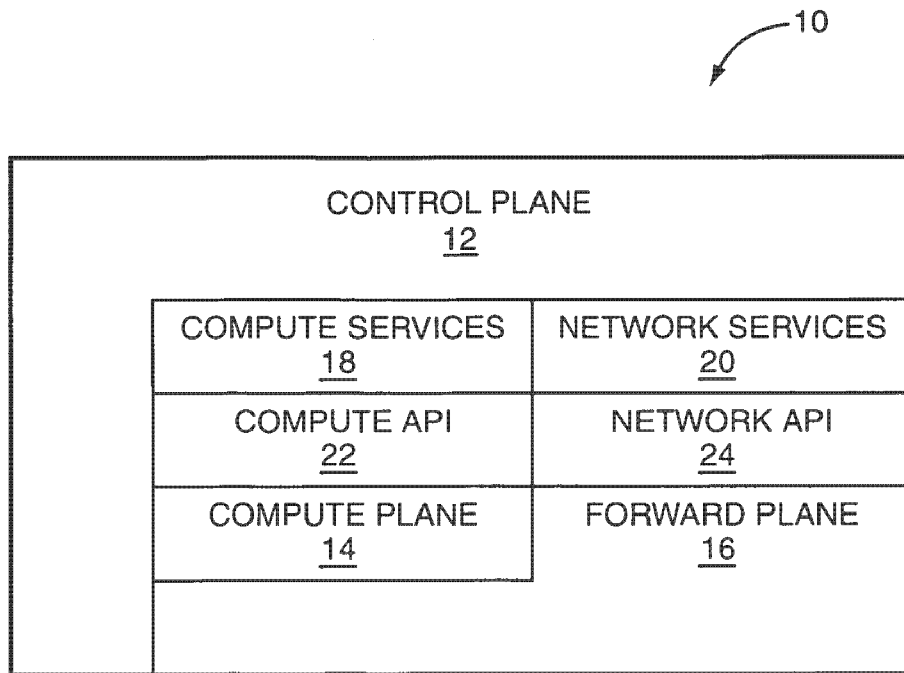 10
CONTROL PLANE
12
COMPUTE SERVICES
18
NETWORK SERVICES
20
COMPUTE API
22
NETWORK API
24
COMPUTE PLANE
14
FORWARD PLANE
16